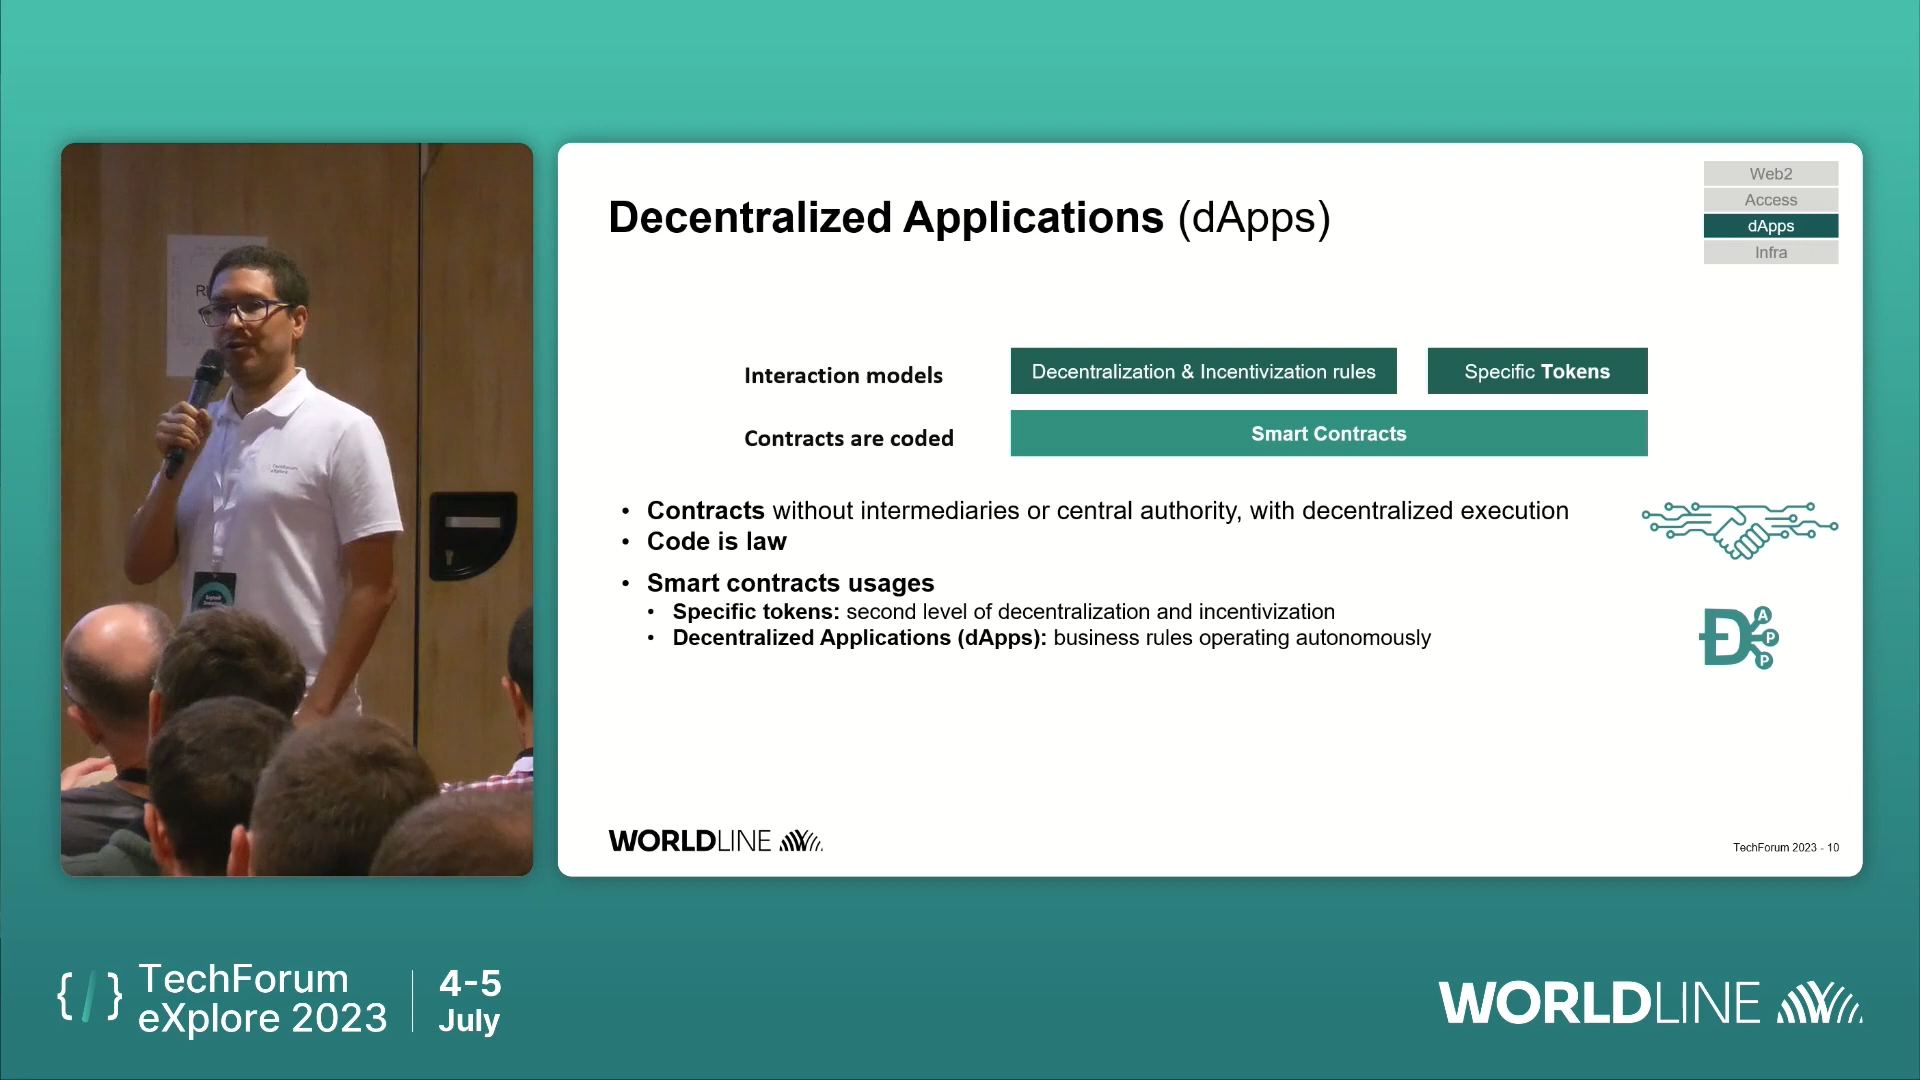 Decentralized Applications (dApps)
Web2
Access
dApps
Infra
Interaction models
Decentralization & Incentivization rules
Specific Tokens
Contracts are coded
Smart Contracts
• Contracts without intermediaries or central authority, with decentralized execution
• Code is law
• Smart contracts usages
• Specific tokens: second level of decentralization and incentivization
• Decentralized Applications (dApps): business rules operating autonomously
D
A
P
P
WORLDLINE
TechForum 2023 - 10
TechForum
eXplore
{/} TechForum
eXplore 2023
4-5
July
WORLDLINE